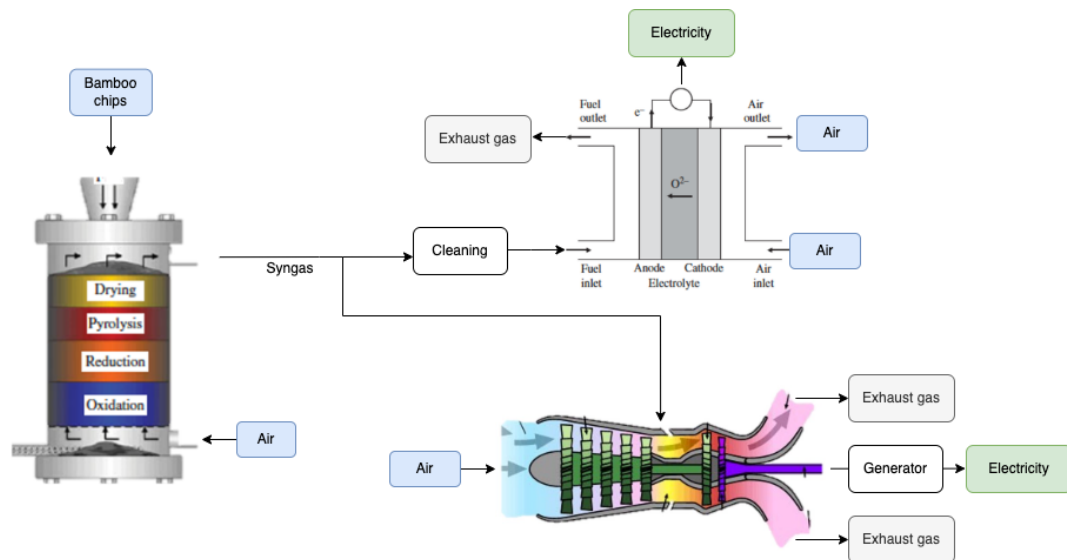 Electricity
Bamboo
chips
Fuel
outlet
e⁻
Air
outlet
Exhaust gas
Air
O²⁻
Cleaning
Syngas
Air
Fuel
inlet
Anode
Cathode
Electrolyte
Air
inlet
Drying
Pyrolysis
Reduction
Oxidation
Air
Exhaust gas
Air
Generator
Electricity
Exhaust gas